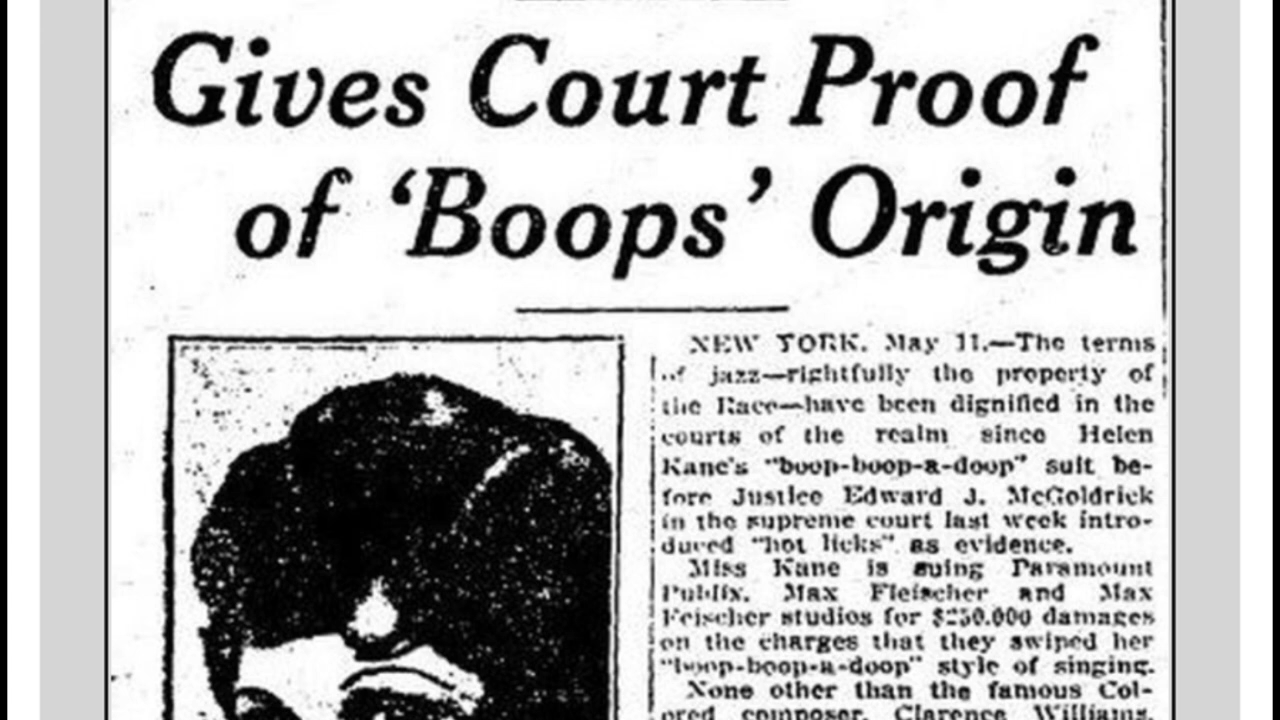 Gives Court Proof
of 'Boops' Origin
NEW YORK. May 11.—The terms
of jazz—rightfully the property of
the Race—have been dignified in the
courts of the realm since Helen
Kane's "boop-boop-a-doop" suit be-
fore Justice Edward J. McGoldrick
in the supreme court last week intro-
duced "hot licks" as evidence.
Miss Kane is suing Paramount
Publix. Max Fleischer and Max
Feischer studios for $250.000 damages
on the charges that they swiped her
"boop-boop-a-doop" style of singing.
None other than the famous Col-
ored composer. Clarence Williams.